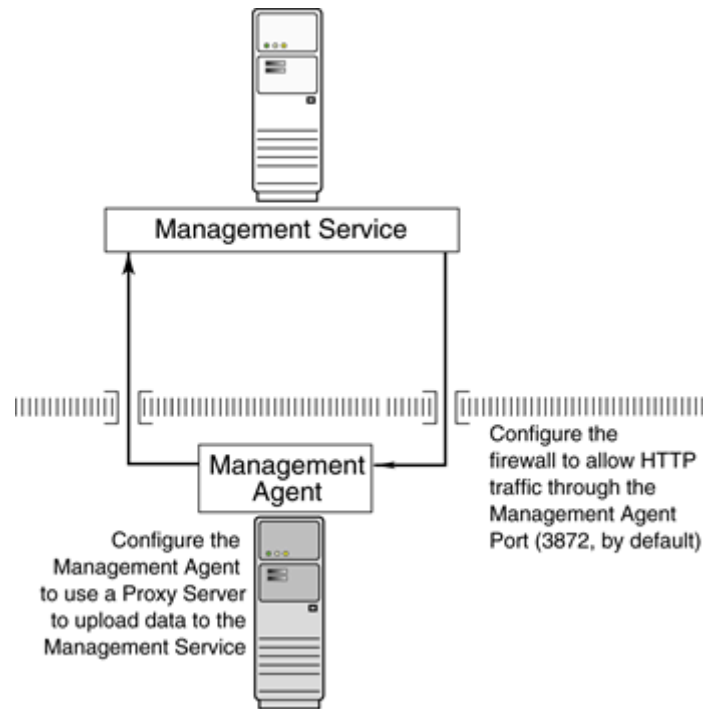 Management Service
Management
Agent
Configure the
firewall to allow HTTP
traffic through the
Management Agent
Port (3872, by default)
Configure the
Management Agent
to use a Proxy Server
to upload data to the
Management Service